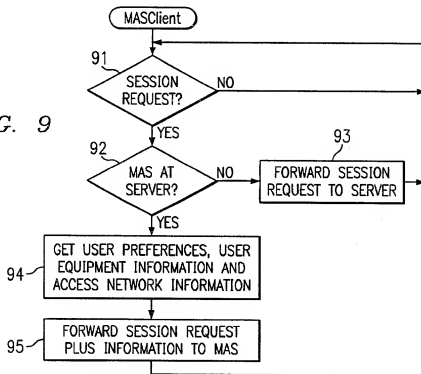 MASClient
91
SESSION
REQUEST?
NO
G. 9
YES
92
MAS AT
SERVER?
NO
93
FORWARD SESSION
REQUEST TO SERVER
YES
94
GET USER PREFERENCES, USER
EQUIPMENT INFORMATION AND
ACCESS NETWORK INFORMATION
95
FORWARD SESSION REQUEST
PLUS INFORMATION TO MAS